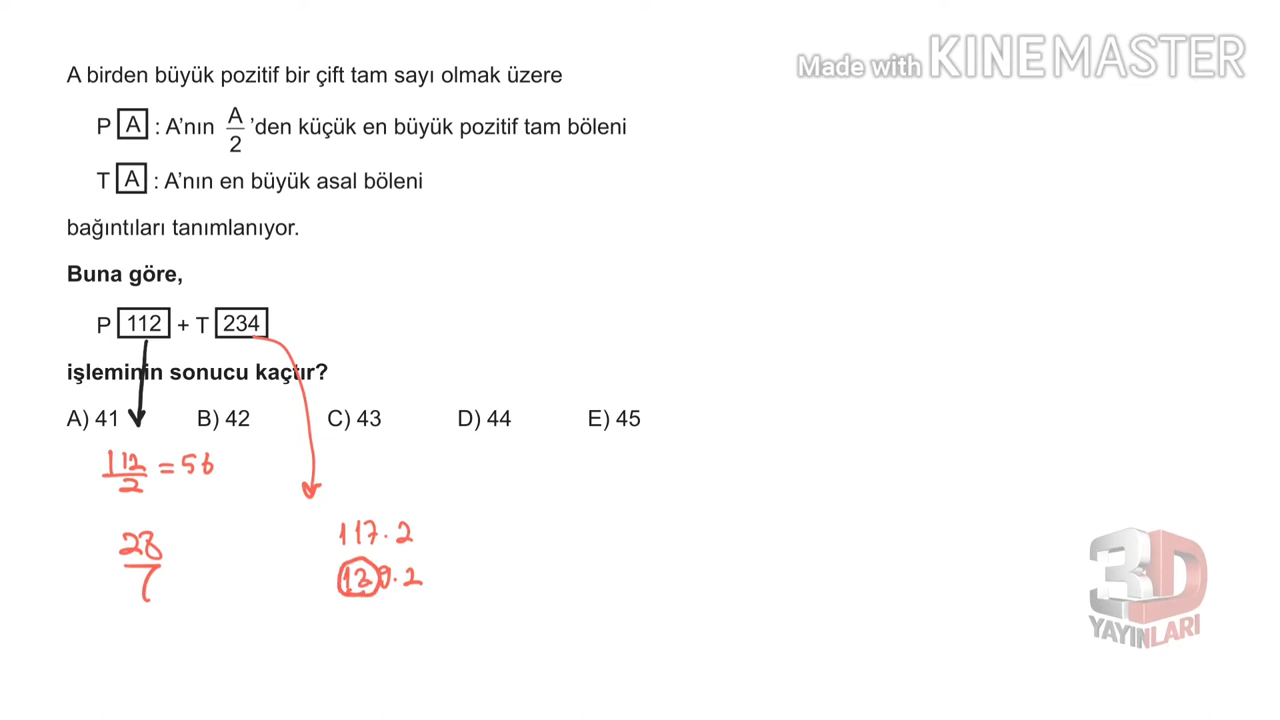 Made with KINEMASTER
A birden büyük pozitif bir çift tam sayı olmak üzere
P A : A’nın A/2 ’den küçük en büyük pozitif tam böleni
T A : A’nın en büyük asal böleni
bağıntıları tanımlanıyor.
Buna göre,
P 112 + T 234
işleminin sonucu kaçtır?
A) 41 B) 42 C) 43 D) 44 E) 45
112/2 = 56
28
7
117.2
13.9.2
3D
YAYINLARI